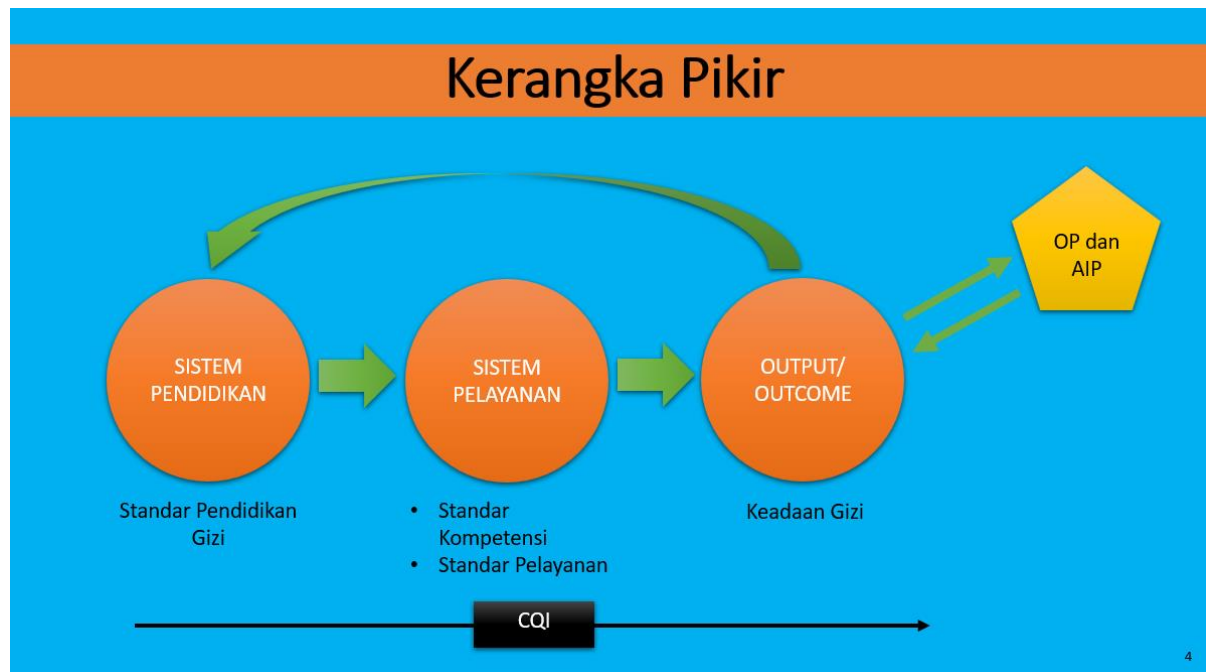 Kerangka Pikir
OP dan
AIP
SISTEM
PENDIDIKAN
SISTEM
PELAYANAN
OUTPUT/
OUTCOME
Standar Pendidikan
Gizi
• Standar
Kompetensi
• Standar Pelayanan
Keadaan Gizi
CQI
4